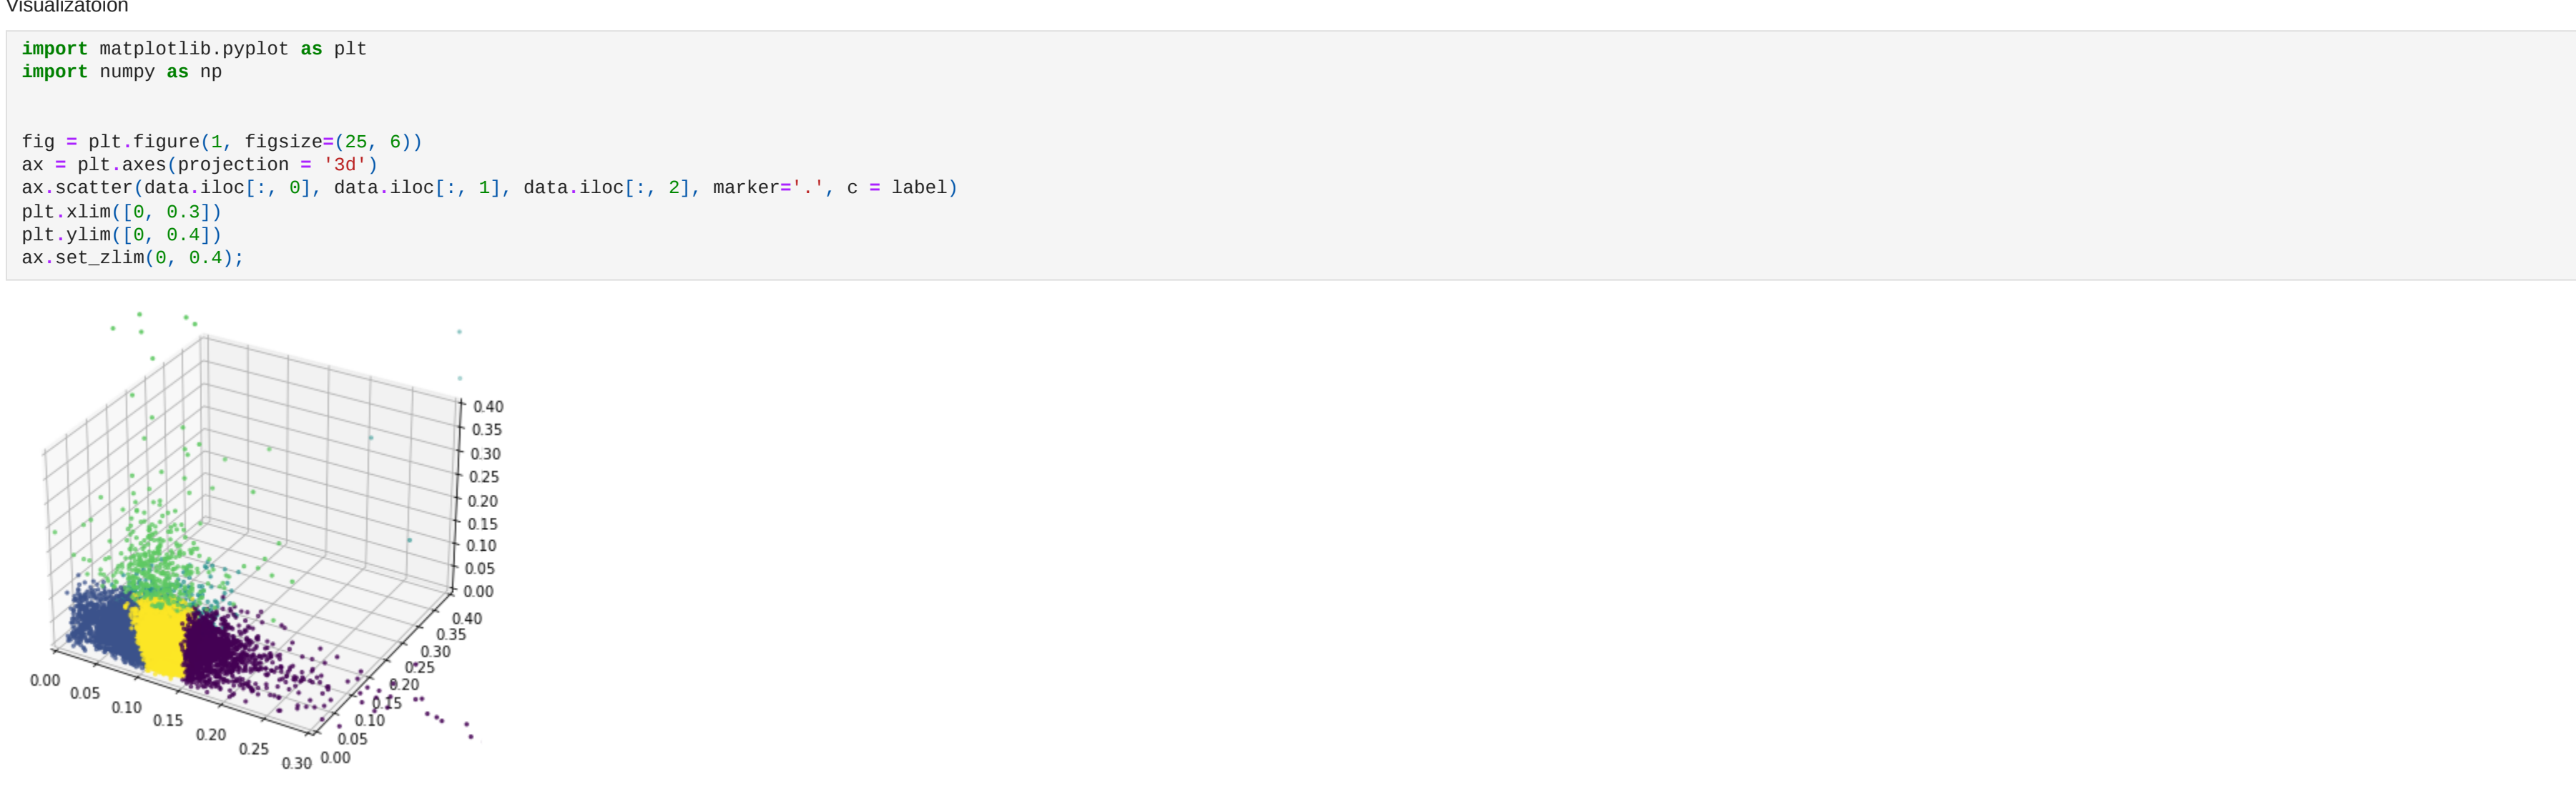 Visualizatoion
import matplotlib.pyplot as plt
import numpy as np
fig = plt.figure(1, figsize=(25, 6))
ax = plt.axes(projection = '3d')
ax.scatter(data.iloc[:, 0], data.iloc[:, 1], data.iloc[:, 2], marker='.', c = label)
plt.xlim([0, 0.3])
plt.ylim([0, 0.4])
ax.set_zlim(0, 0.4);
0.40
0.35
0.30
0.25
0.20
0.15
0.10
0.05
0.00
0.40
0.35
0.30
0.25
0.20
0.15
0.10
0.05
0.00
0.00
0.05
0.10
0.15
0.20
0.25
0.30